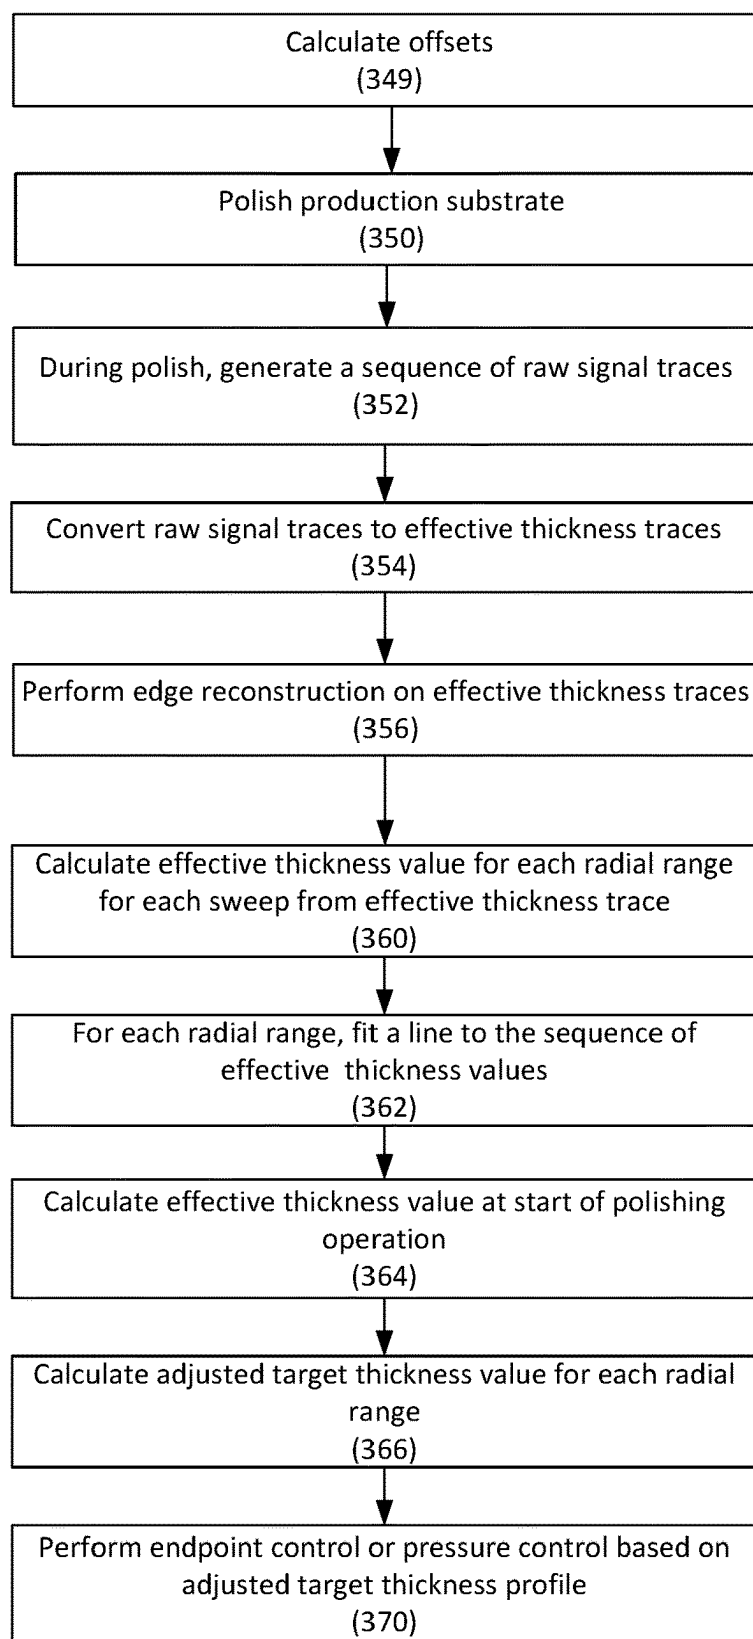 Calculate offsets
(349)
Polish production substrate
(350)
During polish, generate a sequence of raw signal traces
(352)
Convert raw signal traces to effective thickness traces
(354)
Perform edge reconstruction on effective thickness traces
(356)
Calculate effective thickness value for each radial range
for each sweep from effective thickness trace
(360)
For each radial range, fit a line to the sequence of
effective thickness values
(362)
Calculate effective thickness value at start of polishing
operation
(364)
Calculate adjusted target thickness value for each radial
range
(366)
Perform endpoint control or pressure control based on
adjusted target thickness profile
(370)